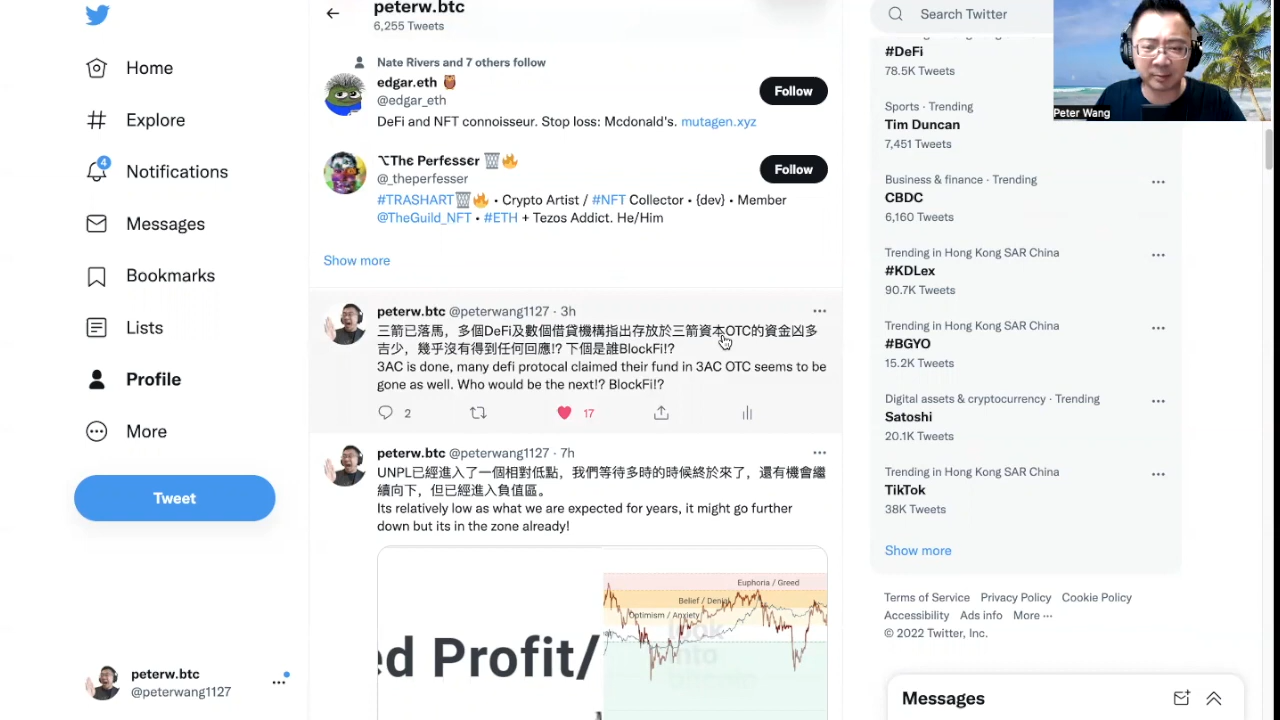 peterw.btc
6,255 Tweets
Home
Explore
4
Notifications
Messages
Bookmarks
Lists
Profile
More
Tweet
peterw.btc
@peterwang1127
Nate Rivers and 7 others follow
edgar.eth
@edgar_eth
Follow
DeFi and NFT connoisseur. Stop loss: Mcdonald's. mutagen.xyz
⌥The Perfesser
@_theperfesser
Follow
#TRASHART • Crypto Artist / #NFT Collector • {dev} • Member
@TheGuild_NFT • #ETH + Tezos Addict. He/Him
Show more
peterw.btc @peterwang1127 · 3h
三箭已落馬，多個DeFi及數個借貸機構指出存放於三箭資本OTC的資金凶多
吉少，幾乎沒有得到任何回應!? 下個是誰BlockFi!?
3AC is done, many defi protocal claimed their fund in 3AC OTC seems to be
gone as well. Who would be the next!? BlockFi!?
2
17
peterw.btc @peterwang1127 · 7h
UNPL已經進入了一個相對低點，我們等待多時的時候終於來了，還有機會繼
續向下，但已經進入負值區。
Its relatively low as what we are expected for years, it might go further
down but its in the zone already!
ed Profit/
Euphoria / Greed
Belief / Denial
Optimism / Anxiety
look
into
bitcoin
Search Twitter
#DeFi
78.5K Tweets
Sports · Trending
Tim Duncan
7,451 Tweets
Business & finance · Trending
CBDC
6,160 Tweets
Trending in Hong Kong SAR China
#KDLex
90.7K Tweets
Trending in Hong Kong SAR China
#BGYO
15.2K Tweets
Digital assets & cryptocurrency · Trending
Satoshi
20.1K Tweets
Trending in Hong Kong SAR China
TikTok
38K Tweets
Show more
Terms of Service Privacy Policy Cookie Policy
Accessibility Ads info More ···
© 2022 Twitter, Inc.
Messages
Peter Wang